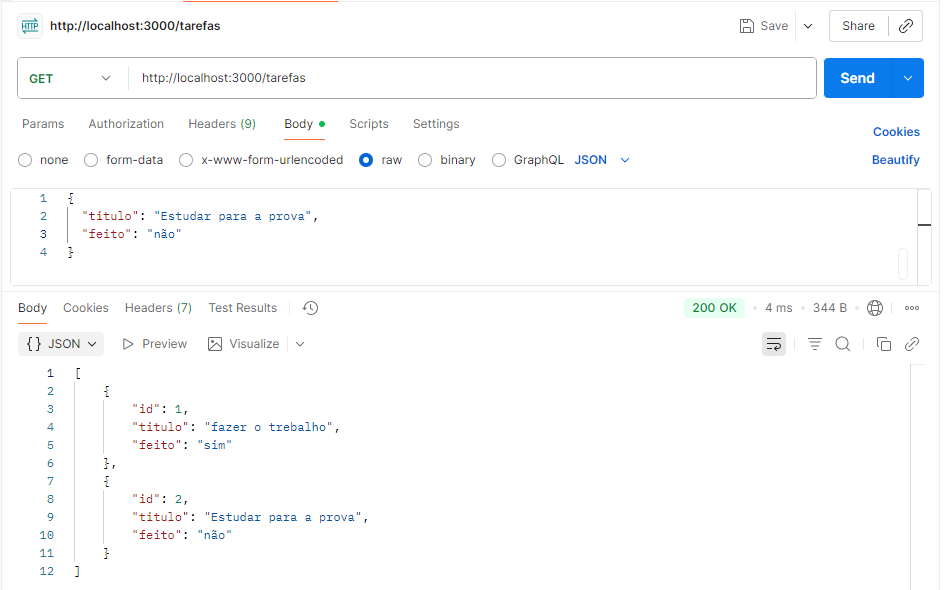 HTTP http://localhost:3000/tarefas Save Share
GET http://localhost:3000/tarefas Send
Params Authorization Headers (9) Body Scripts Settings Cookies
none form-data x-www-form-urlencoded raw binary GraphQL JSON Beautify
1 {
2 "titulo": "Estudar para a prova",
3 "feito": "não"
4 }
Body Cookies Headers (7) Test Results 200 OK 4 ms 344 B
{} JSON Preview Visualize
1 [
2 {
3 "id": 1,
4 "titulo": "fazer o trebalho",
5 "feito": "sim"
6 },
7 {
8 "id": 2,
9 "titulo": "Estudar para a prova",
10 "feito": "não"
11 }
12 ]